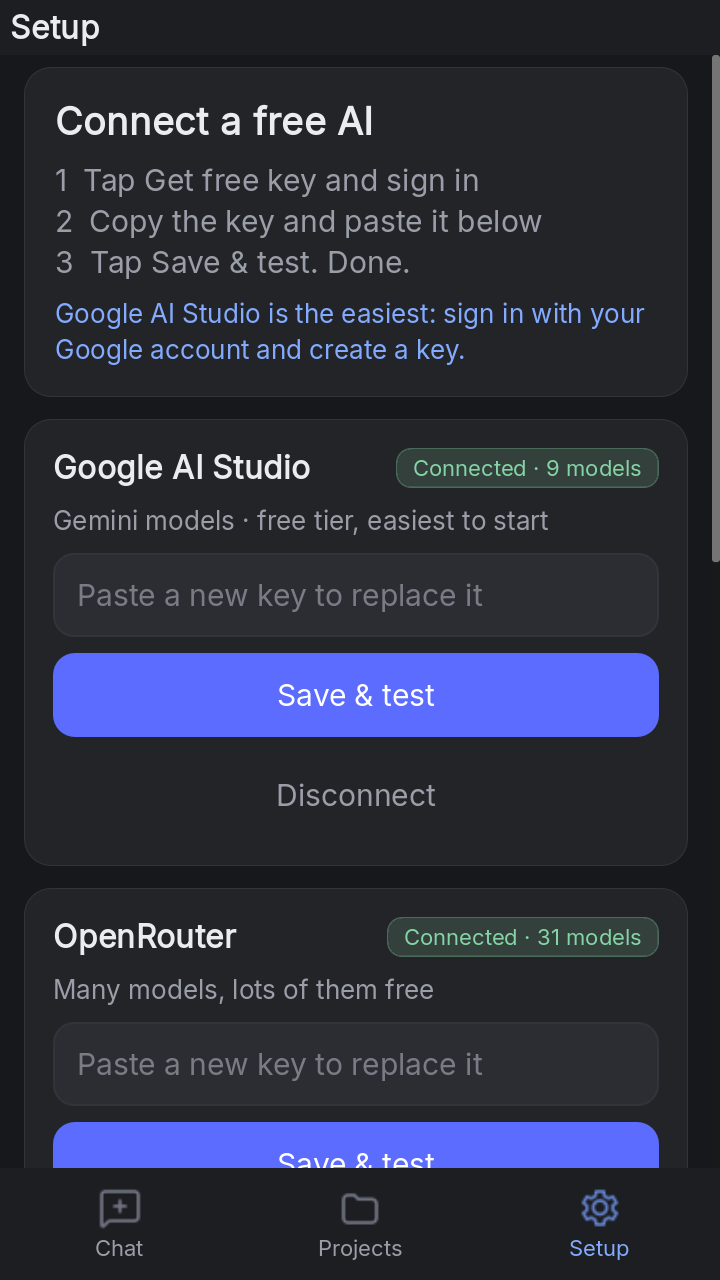 Setup
Connect a free AI
1 Tap Get free key and sign in
2 Copy the key and paste it below
3 Tap Save & test. Done.
Google AI Studio is the easiest: sign in with your
Google account and create a key.
Google AI Studio
Connected · 9 models
Gemini models · free tier, easiest to start
Paste a new key to replace it
Save & test
Disconnect
OpenRouter
Connected · 31 models
Many models, lots of them free
Paste a new key to replace it
Save & test
Chat
Projects
Setup